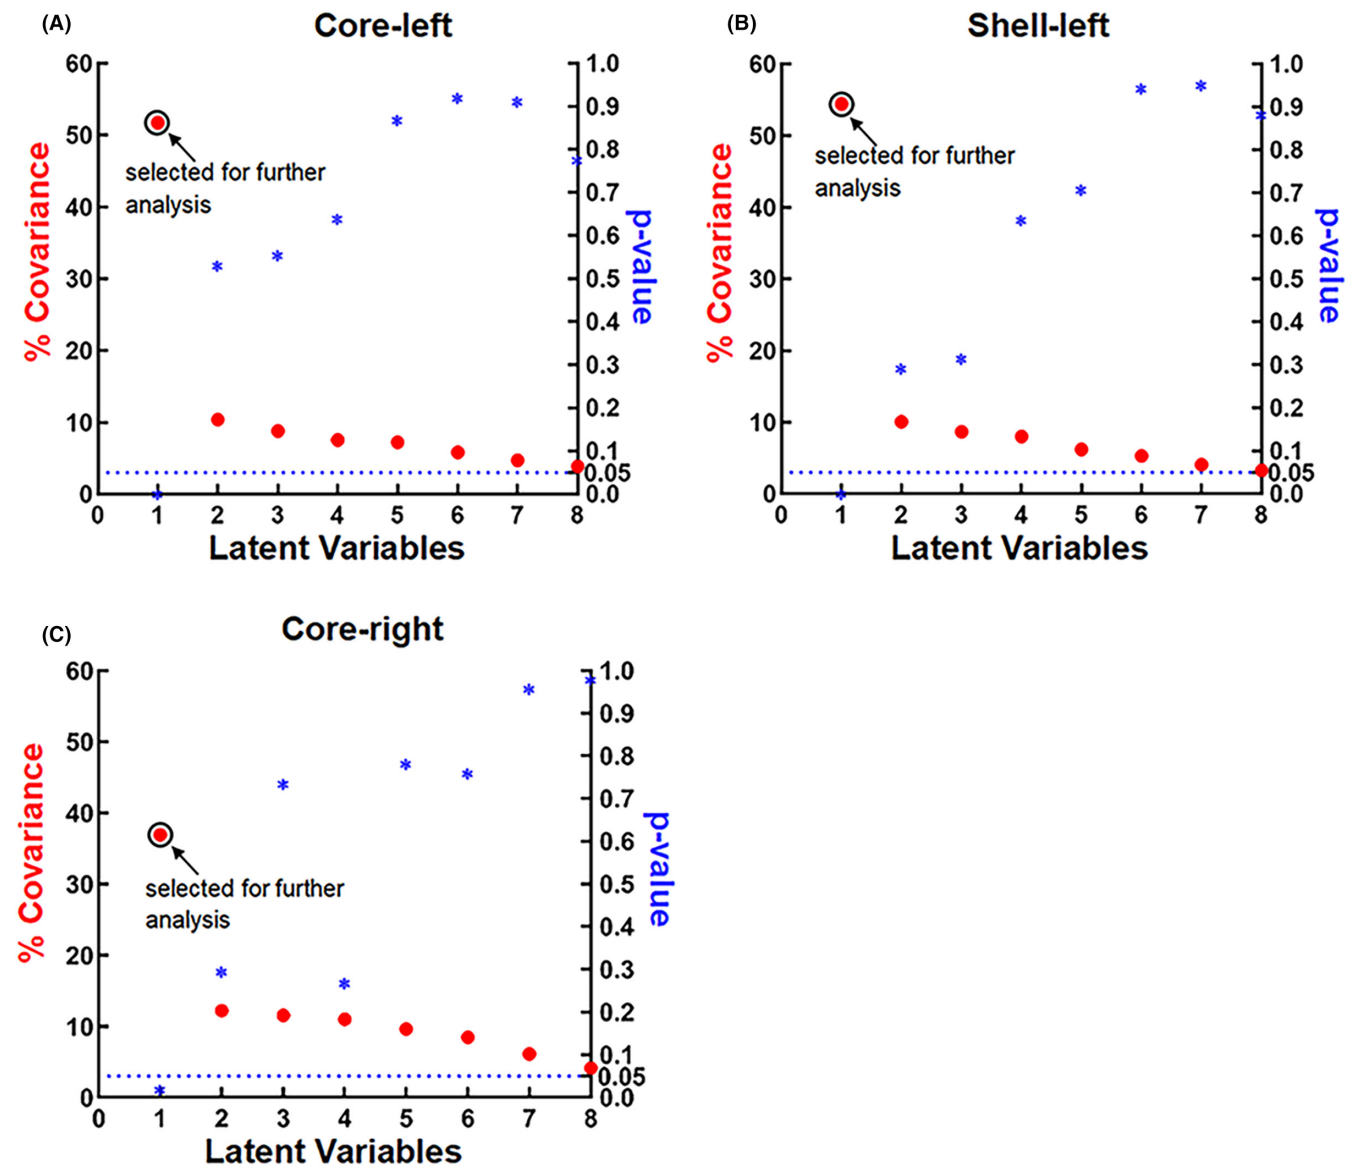 (A)
Core-left
60
50
40
30
20
10
0
% Covariance
selected for further
analysis
1.0
0.9
0.8
0.7
0.6
0.5
0.4
0.3
0.2
0.1
0.05
0.0
p-value
0 1 2 3 4 5 6 7 8
Latent Variables
(B)
Shell-left
60
50
40
30
20
10
0
% Covariance
selected for further
analysis
1.0
0.9
0.8
0.7
0.6
0.5
0.4
0.3
0.2
0.1
0.05
0.0
p-value
0 1 2 3 4 5 6 7 8
Latent Variables
(C)
Core-right
60
50
40
30
20
10
0
% Covariance
selected for further
analysis
1.0
0.9
0.8
0.7
0.6
0.5
0.4
0.3
0.2
0.1
0.05
0.0
p-value
0 1 2 3 4 5 6 7 8
Latent Variables